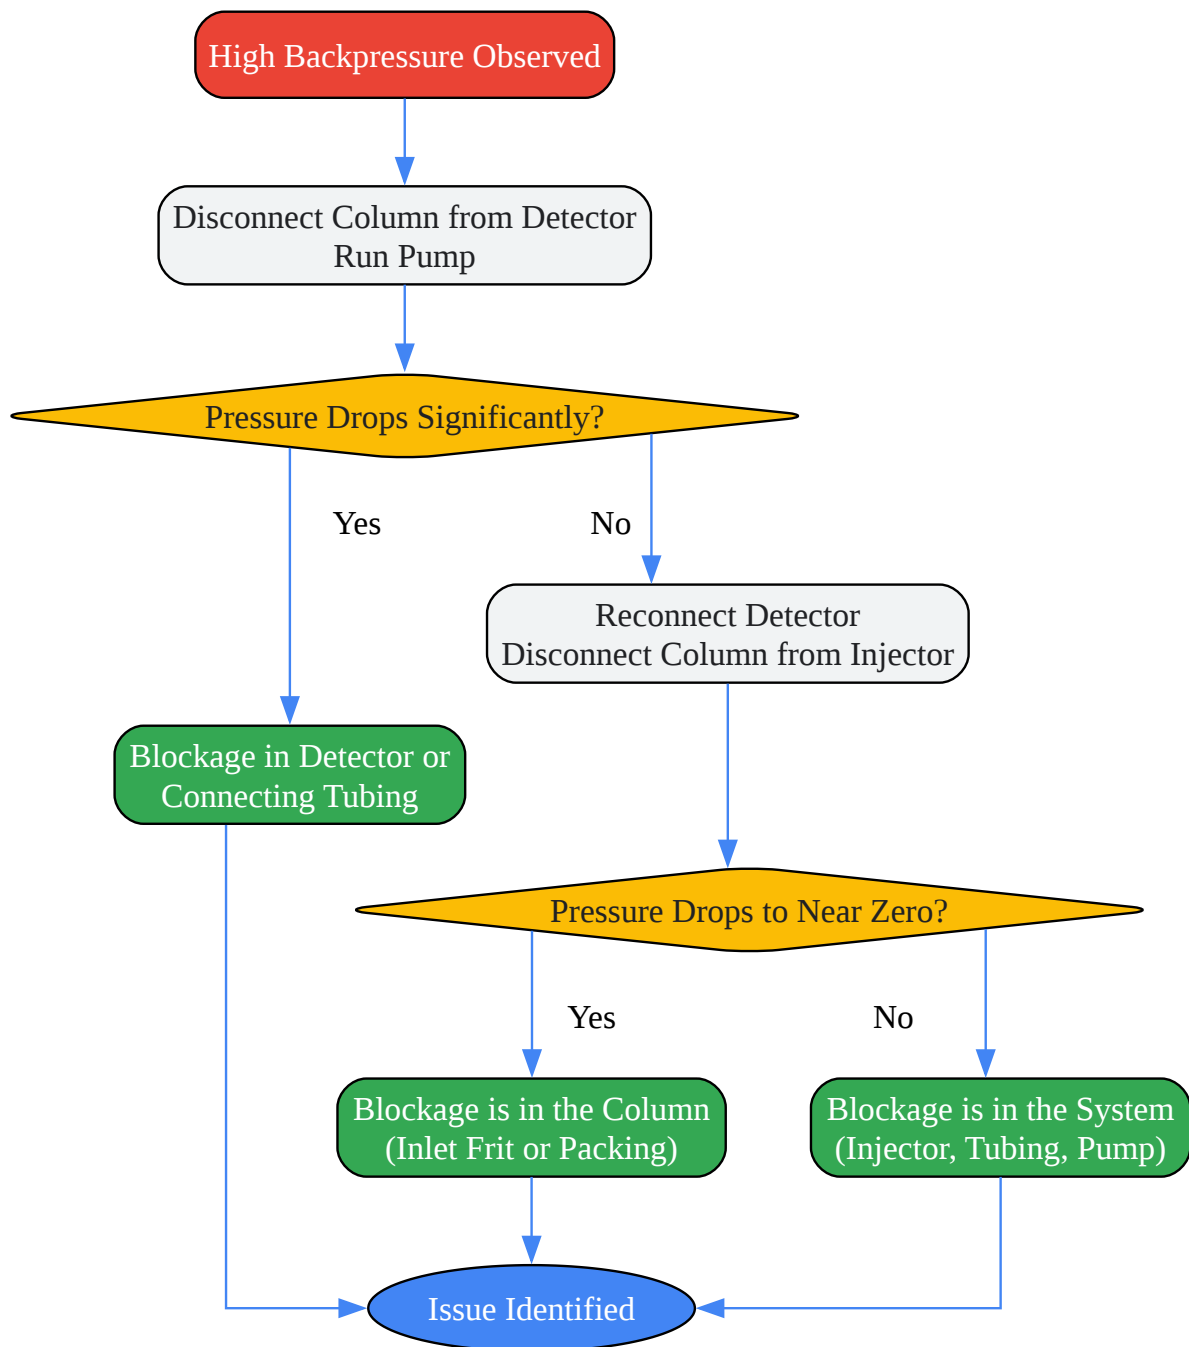 High Backpressure Observed
Disconnect Column from Detector
Run Pump
Pressure Drops Significantly?
Yes
No
Reconnect Detector
Disconnect Column from Injector
Blockage in Detector or
Connecting Tubing
Pressure Drops to Near Zero?
Yes
No
Blockage is in the Column
(Inlet Frit or Packing)
Blockage is in the System
(Injector, Tubing, Pump)
Issue Identified